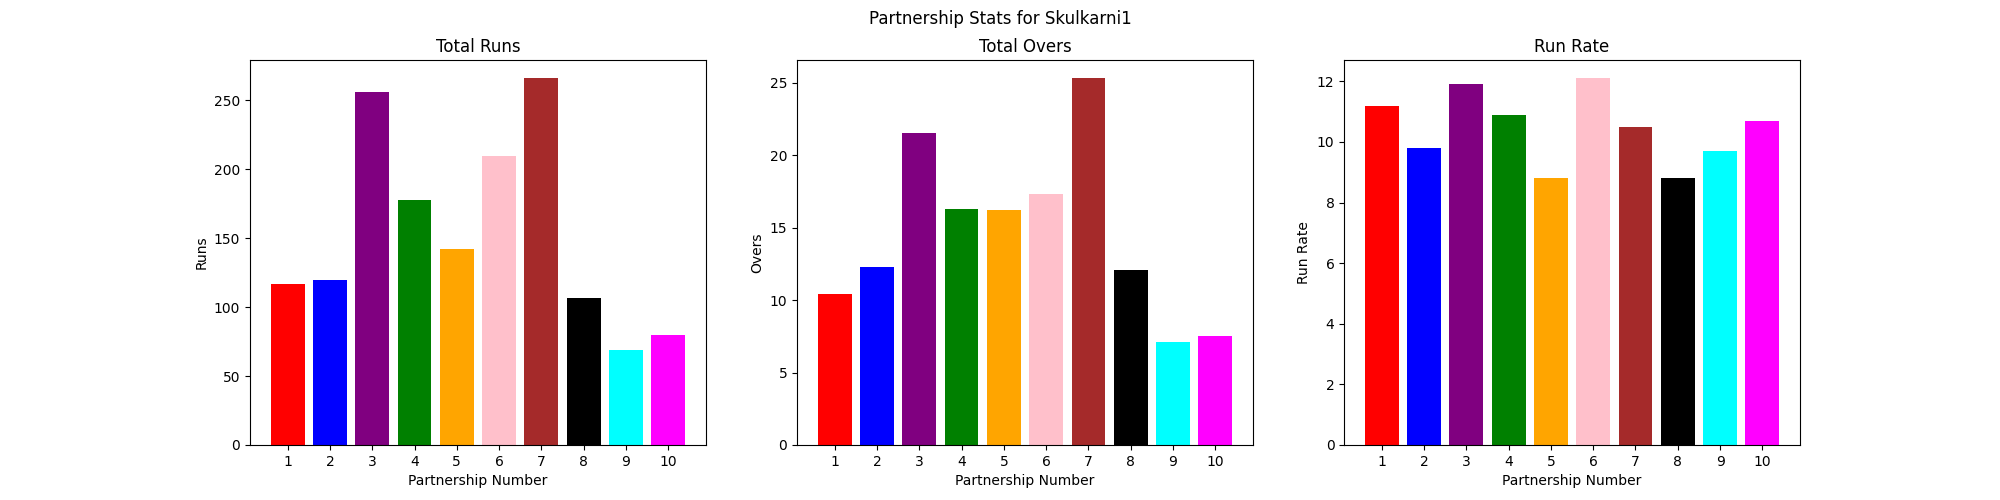 Partnership Stats for Skulkarni1
Total Runs
Runs
250
200
150
100
50
0
1 2 3 4 5 6 7 8 9 10
Partnership Number
Total Overs
Overs
25
20
15
10
5
0
1 2 3 4 5 6 7 8 9 10
Partnership Number
Run Rate
Run Rate
12
10
8
6
4
2
0
1 2 3 4 5 6 7 8 9 10
Partnership Number